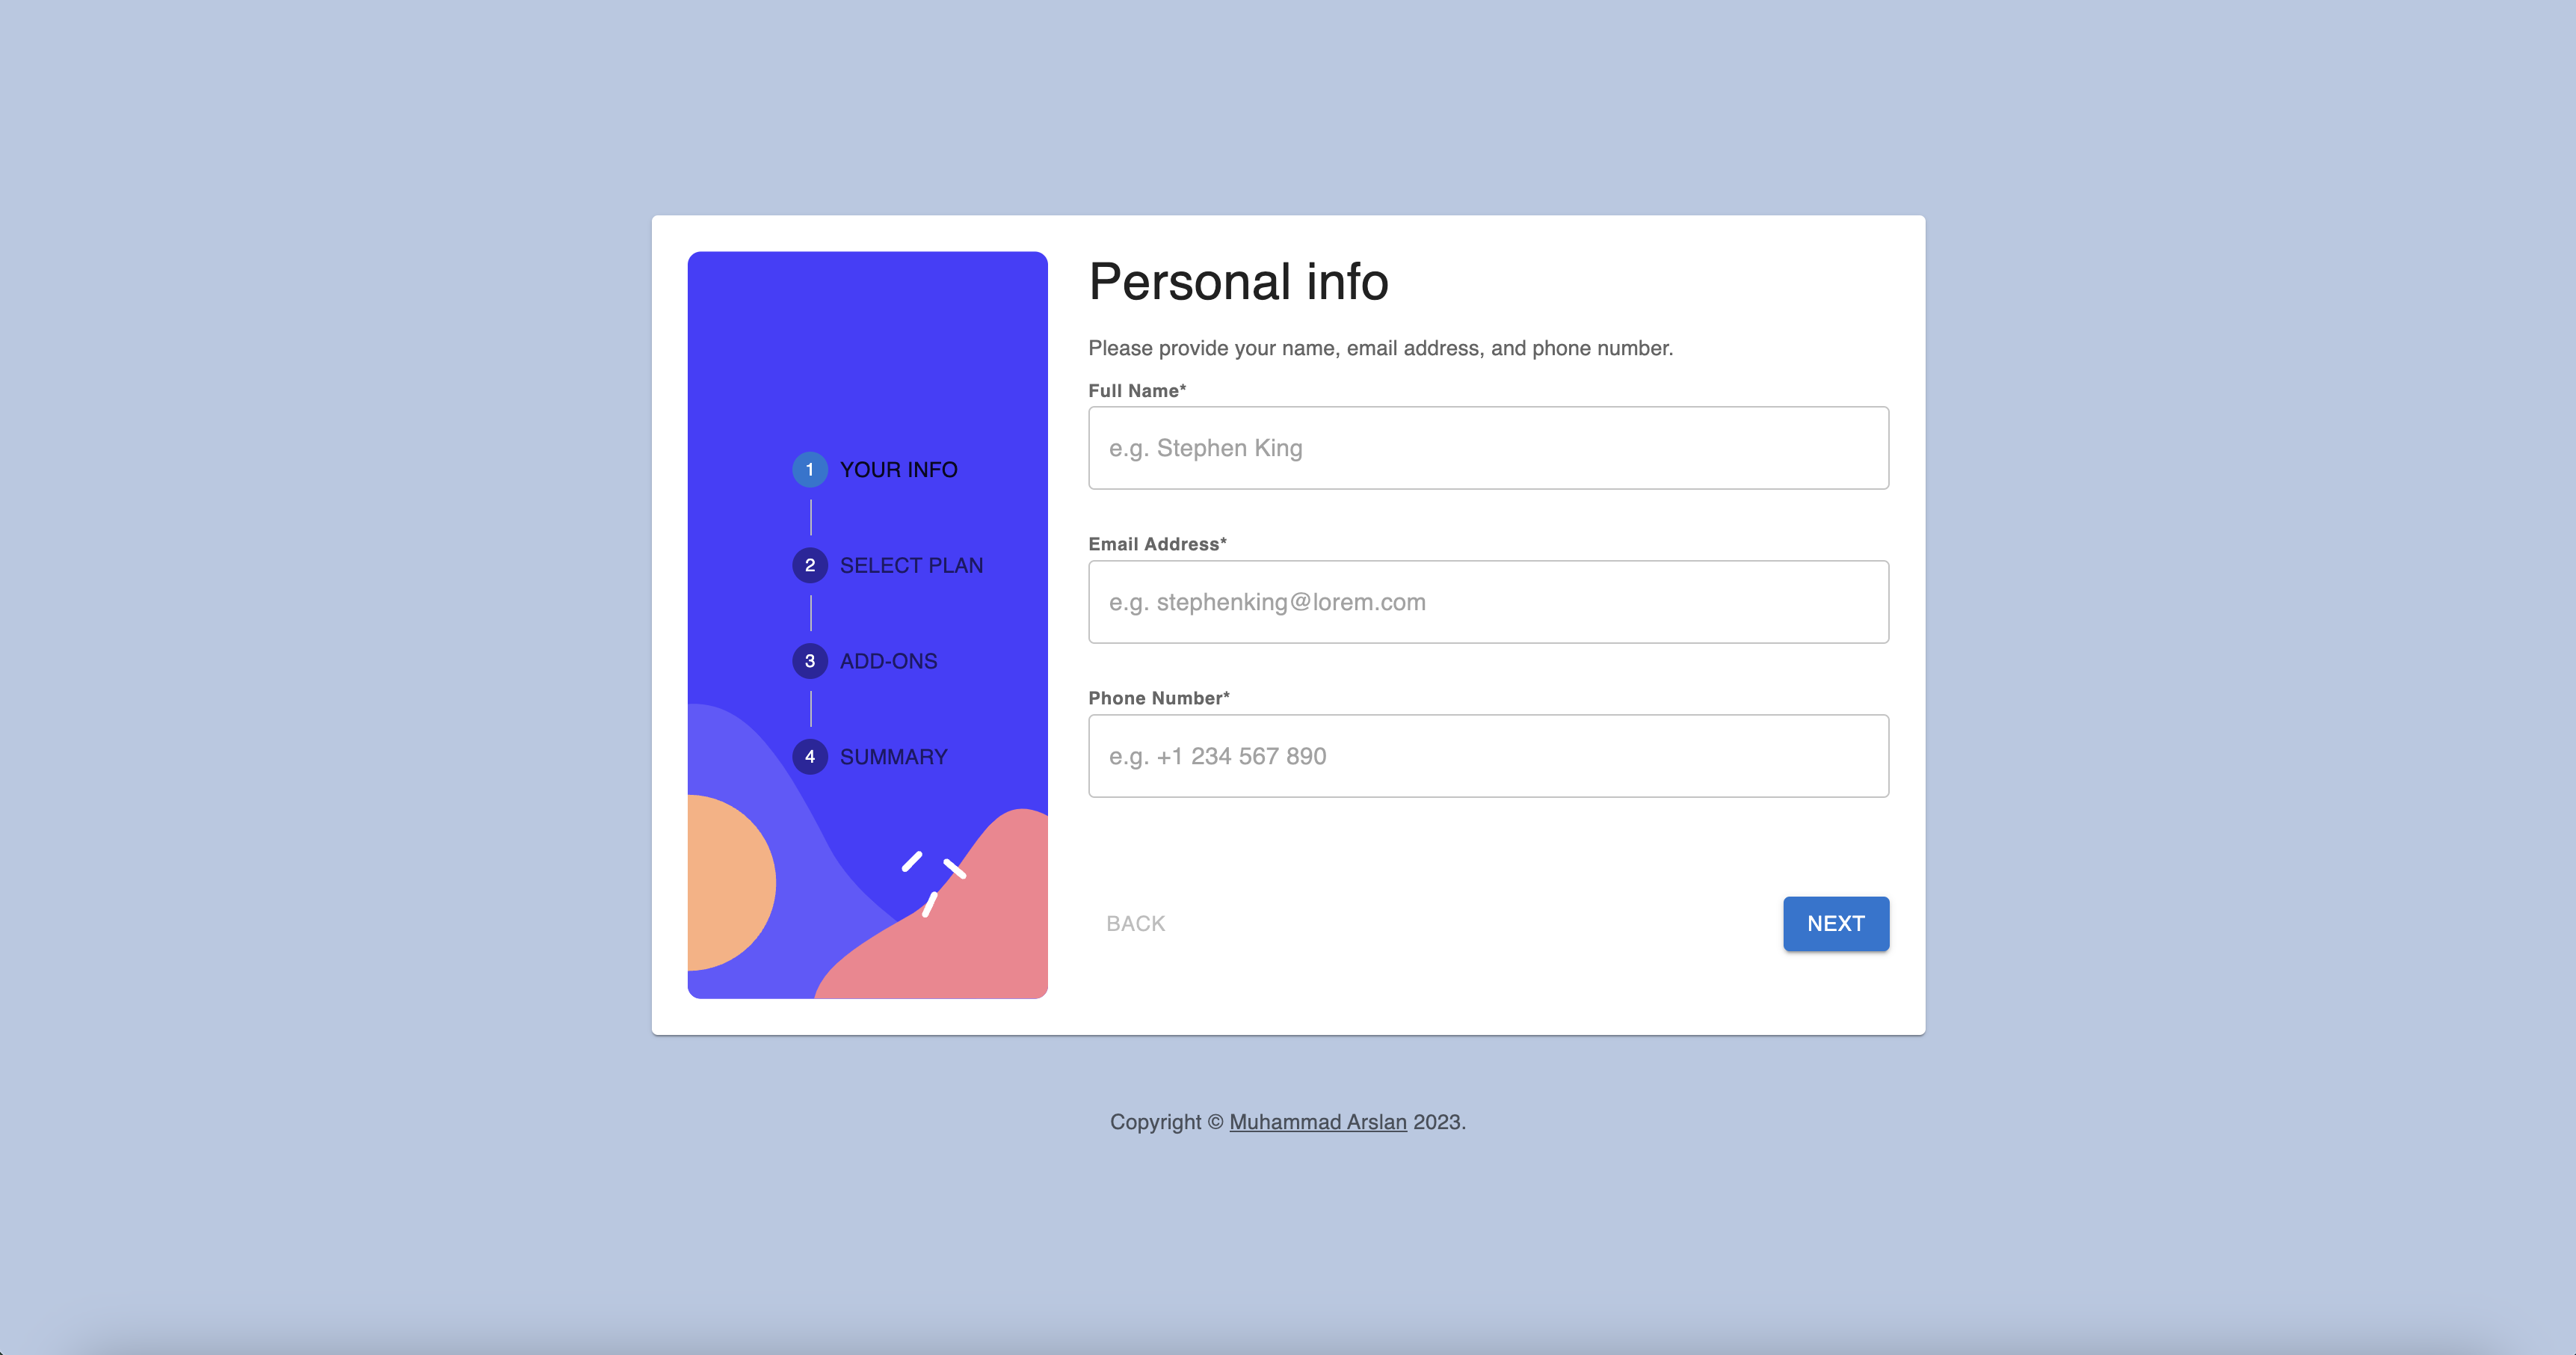 1 YOUR INFO
2 SELECT PLAN
3 ADD-ONS
4 SUMMARY
Personal info
Please provide your name, email address, and phone number.
Full Name*
e.g. Stephen King
Email Address*
e.g. stephenking@lorem.com
Phone Number*
e.g. +1 234 567 890
BACK
NEXT
Copyright © Muhammad Arslan 2023.